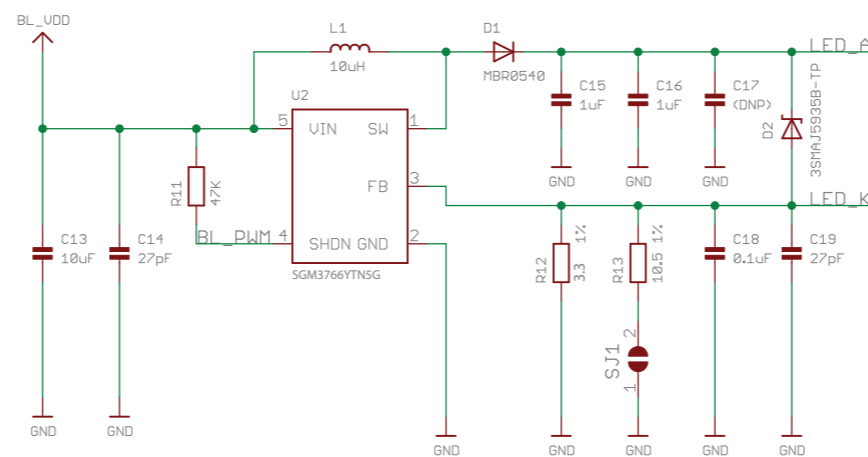 BL_VDD
L1
10uH
D1
MBR0540
LED_A
C15
1uF
C16
1uF
C17
(DNP)
D2
3SMAJ5935B-TP
U2
5
VIN
SW
1
FB
3
R11
47K
BL_PWM
4
SHDN
GND
2
SGM3766YTN5G
GND
GND
GND
LED_K
C13
10uF
C14
27pF
R12
3.3 1%
R13
10.5 1%
C18
0.1uF
C19
27pF
SJ1
2
1
GND
GND
GND
GND
GND
GND
GND